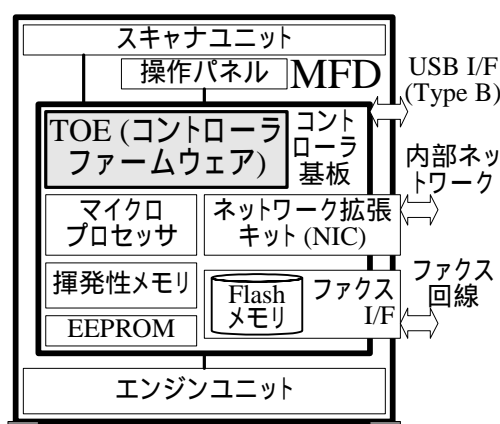 スキャナユニット
操作パネル
MFD
USB I/F
(Type B)
TOE (コントローラ
ファームウェア)
コント
ローラ
基板
内部ネッ
トワーク
マイクロ
プロセッサ
ネットワーク拡張
キット (NIC)
揮発性メモリ
Flash
メモリ
ファクス
I/F
ファクス
回線
EEPROM
エンジンユニット